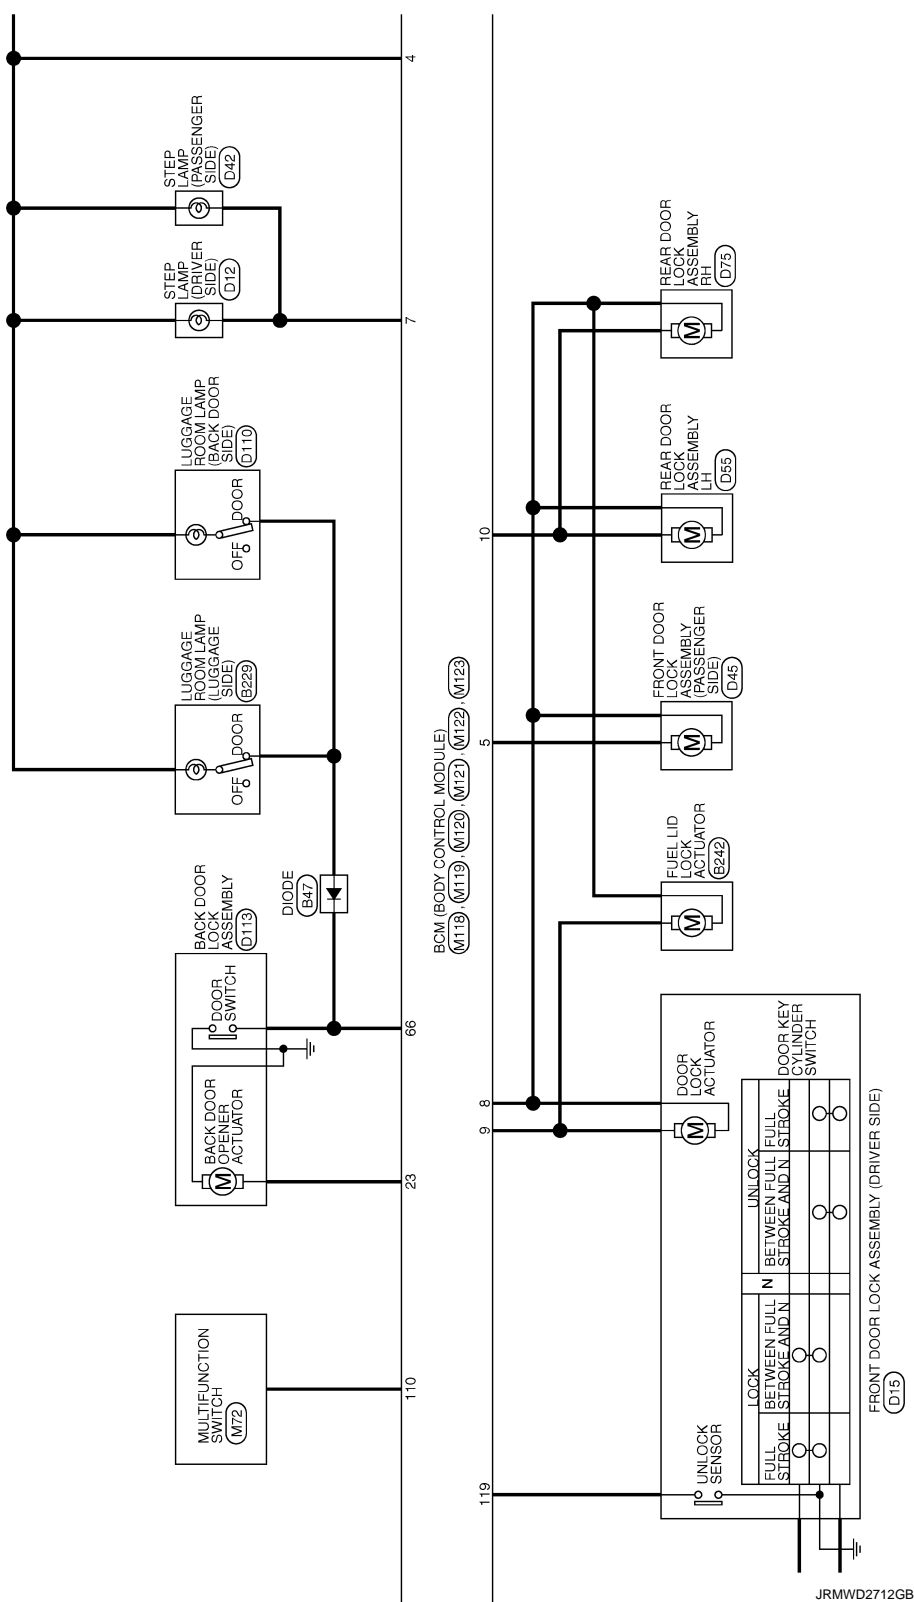 4
STEP
LAMP
(PASSENGER
SIDE)
D42
STEP
LAMP
(DRIVER
SIDE)
D12
7
LUGGAGE
ROOM LAMP
(BACK DOOR
SIDE)
D110
DOOR
OFF
LUGGAGE
ROOM LAMP
(LUGGAGE
SIDE)
B229
DOOR
OFF
DIODE
B47
BACK DOOR
LOCK
ASSEMBLY
D113
DOOR
SWITCH
66
BACK DOOR
OPENER
ACTUATOR
M
23
MULTIFUNCTION
SWITCH
M72
110
BCM (BODY CONTROL MODULE)
M118 , M119 , M120 , M121 , M122 , M123
REAR DOOR
LOCK
ASSEMBLY
RH
D75
M
REAR DOOR
LOCK
ASSEMBLY
LH
D55
M
10
FRONT DOOR
LOCK
ASSEMBLY
(PASSENGER
SIDE)
D45
M
5
FUEL LID
LOCK
ACTUATOR
B242
M
8
9
DOOR
LOCK
ACTUATOR
M
DOOR KEY
CYLINDER
SWITCH
UNLOCK
FULL
STROKE
BETWEEN FULL
STROKE AND N
N
LOCK
BETWEEN FULL
STROKE AND N
FULL
STROKE
UNLOCK
SENSOR
119
FRONT DOOR LOCK ASSEMBLY (DRIVER SIDE)
D15
JRMWD2712GB